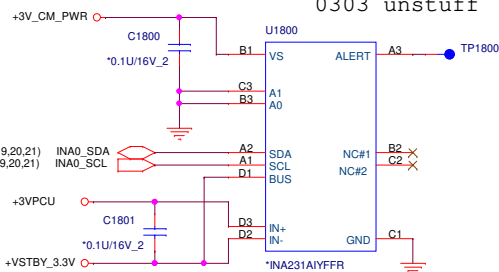 0303 unstuff
+3V_CM_PWR
C1800
*0.1U/16V_2
U1800
B1 VS ALERT A3 TP1800
C3 A1
B3 A0
9,20,21) INA0_SDA A2 SDA NC#1 B2
9,20,21) INA0_SCL A1 SCL NC#2 C2
D1 BUS
+3VPCU
C1801
*0.1U/16V_2
D3 IN+
+VSTBY_3.3V D2 IN- GND C1
*INA231AIYFFR